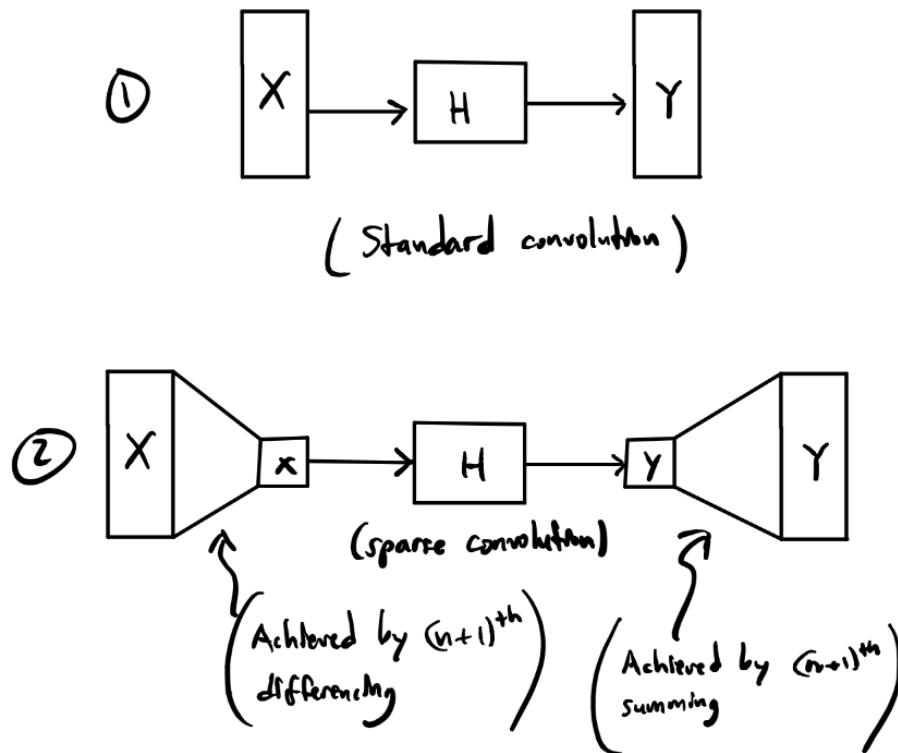 ①
X
H
Y
(Standard convolution)
②
X
x
H
y
Y
(sparse convolution)
(Achieved by (n+1)th
differencing)
(Achieved by (n+1)th
summing)